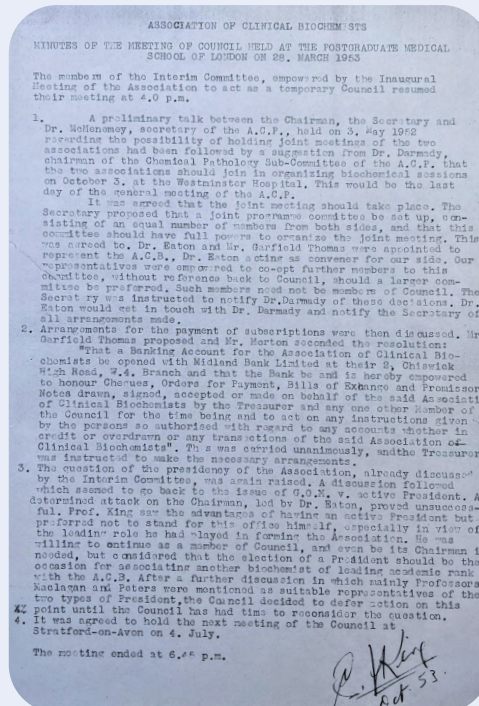 ASSOCIATION OF CLINICAL BIOCHEMISTS
MINUTES OF THE MEETING OF COUNCIL HELD AT THE POSTGRADUATE MEDICAL
SCHOOL OF LONDON ON 28. MARCH 1953
The members of the Interim Committee, empowered by the Inaugural
Meeting of the Association to act as a temporary Council resumed
their meeting at 4.0 p.m.
1. A preliminary talk between the Chairman, the Secretary and
Dr. McMenemey, secretary of the A.C.P., held on 3. May 1952
regarding the possibility of holding joint meetings of the two
associations had been followed by a suggestion from Dr. Darmady,
chairman of the Chemical Pathology Sub-Committee of the A.C.P. that
the two associations should join in organizing biochemical sessions
on October 3. at the Westminster Hospital. This would be the last
day of the general meeting of the A.C.P.
It was agreed that the joint meeting should take place. The
Secretary proposed that a joint programme committee be set up, con-
sisting of an equal number of members from both sides, and that this
committee should have full powers to organize the joint meeting. This
was agreed to. Dr. Eaton and Mr. Garfield Thomas were appointed to
represent the A.C.B., Dr. Eaton acting as convener for our side. Our
representatives were empowered to co-opt further members to this
committee, without reference back to Council, should a larger com-
mittee be preferred. Such members need not be members of Council. The
Secretary was instructed to notify Dr.Darmady of these decisions. Dr.
Eaton would get in touch with Dr. Darmady and notify the Secretary of
all arrangements made.
2. Arrangements for the payment of subscriptions were then discussed. Mr
Garfield Thomas proposed and Mr. Morton seconded the resolution:
"That a Banking Account for the Association of Clinical Bio-
chemists be opened with Midland Bank Limited at their 2, Chiswick
High Road, W.4. Branch and that the Bank be and is hereby empowered
to honour Cheques, Orders for Payment, Bills of Exhange and Promissor
Notes drawn, signed, accepted or made on behalf of the said Associati
of Clinical Biochemists by the Treasurer and any one other Member of
the Council for the time being and to act on any instructions given
by the persons so authorised with regard to any accounts whether in
credit or overdrawn or any transections of the said Association of
Clinical Biochemists". This was carried unanimously, andthe Treasurer
was instructed to make the necessary arrangements.
3. The question of the presidency of the Association, already discussed
by the Interim Committee, was again raised. A discussion followed
which seemed to go back to the issue of G.O.M. v. active President. A
determined attack on the Chairman, led by Dr. Eaton, proved unsuccess-
ful. Prof. King saw the advantages of having an active President but
preferred not to stand for this office himself, especially in view of
the leading role he had played in forming the Association. He was
willing to continue as a member of Council, and even be its Chairman i
needed, but considered that the election of a President should be the
occasion for associating another biochemist of leading academic rank
with the A.C.B. After a further discussion in which mainly Professors
Maclagan and Peters were mentioned as suitable representatives of the
two types of President,the Council decided to defer action on this
point until the Council has had time to reconsider the question.
4. It was agreed to hold the next meeting of the Council at
Stratford-on-Avon on 4. July.
The meeting ended at 6.45 p.m.
King
Oct. 53.